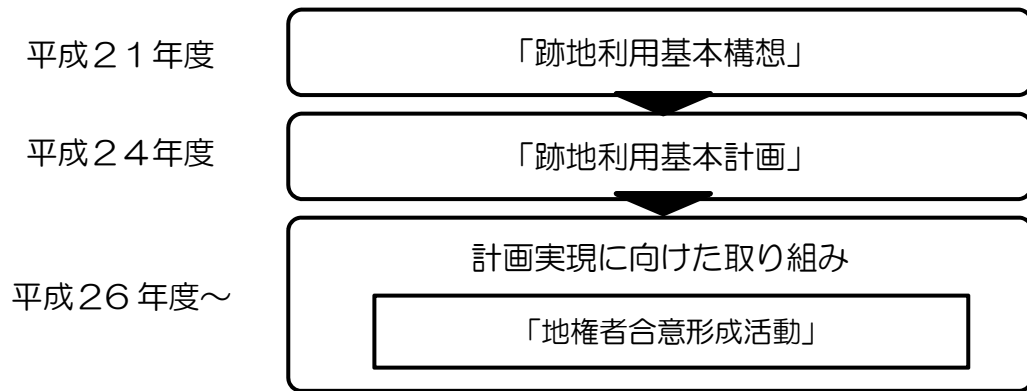 平成２１年度
「跡地利用基本構想」
平成２４年度
「跡地利用基本計画」
平成２６年度～
計画実現に向けた取り組み
「地権者合意形成活動」